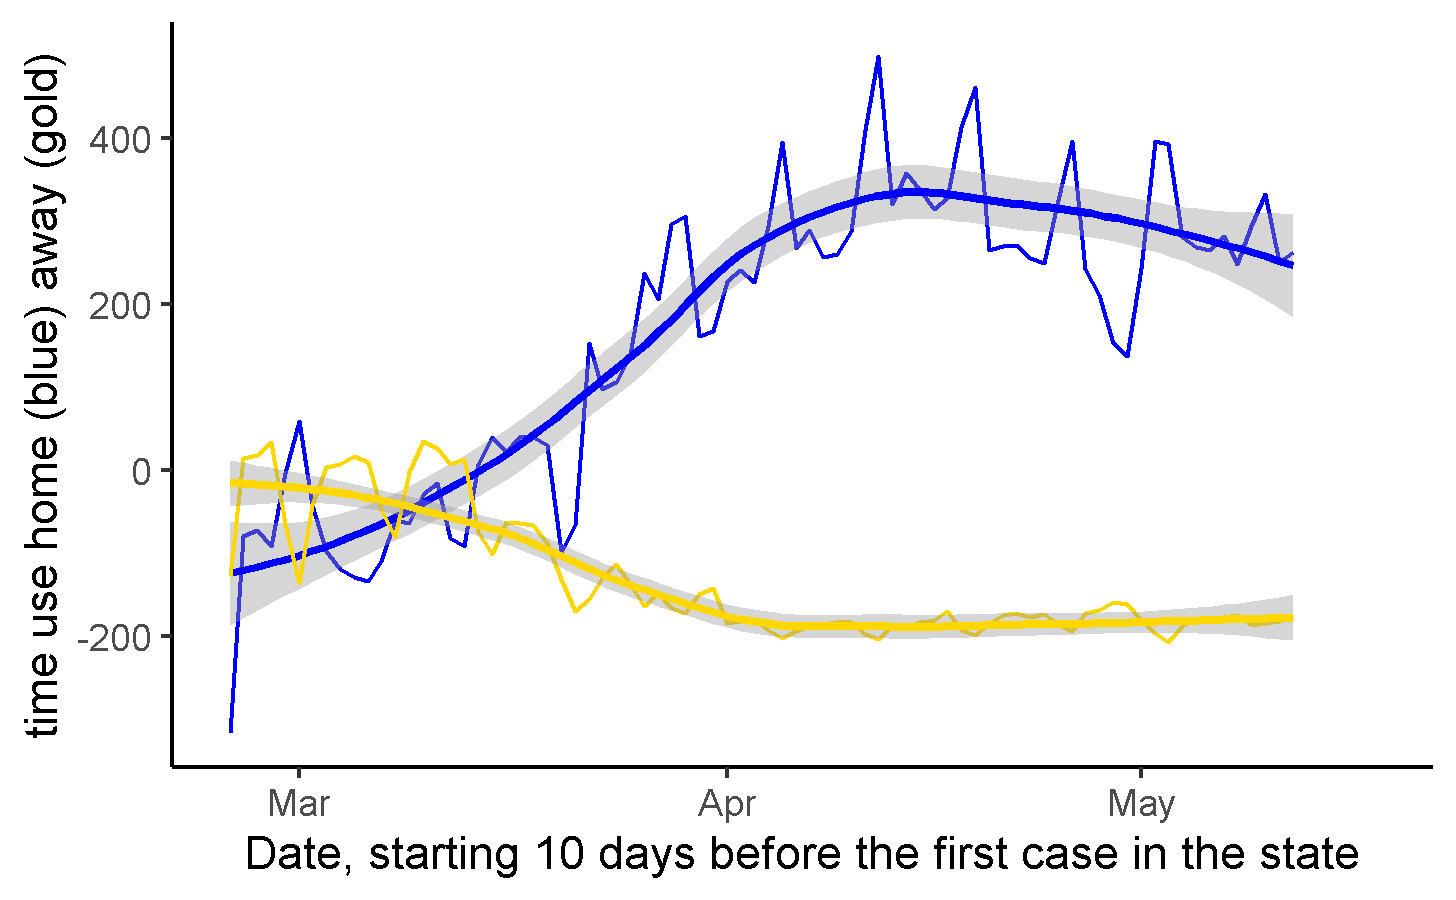 time use home (blue) away (gold)
400
200
0
-200
Mar Apr May
Date, starting 10 days before the first case in the state